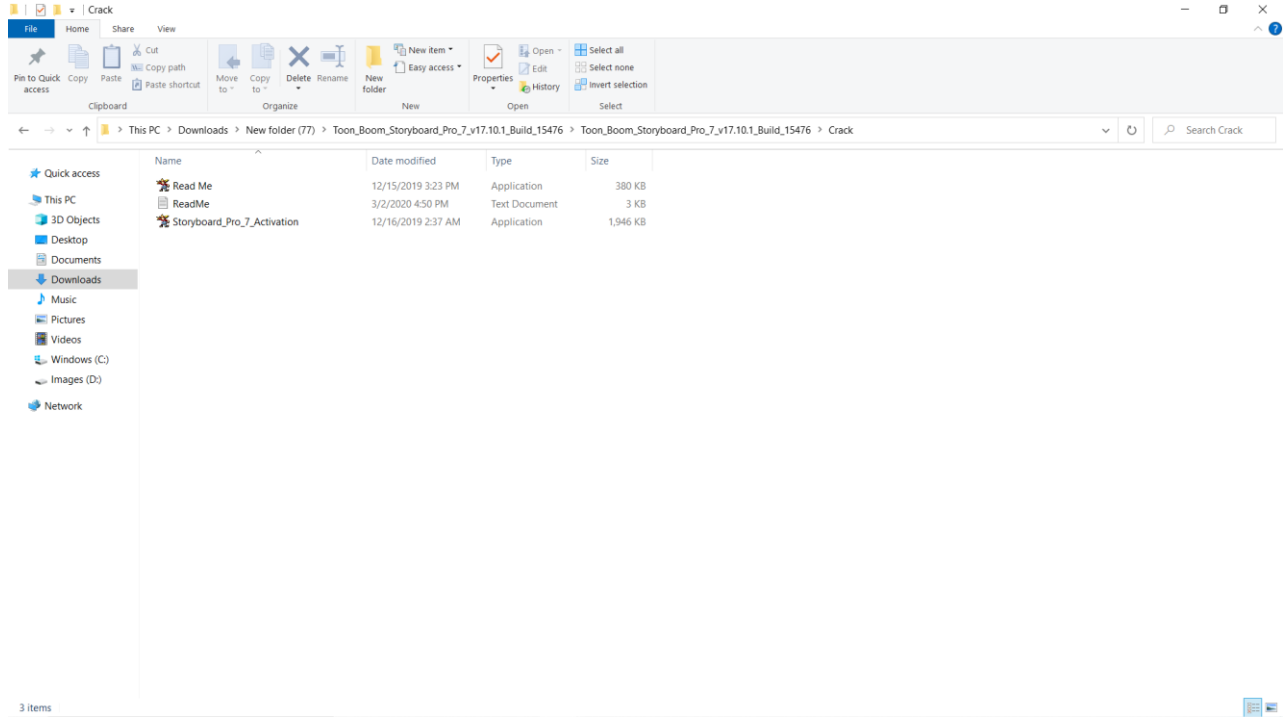 Crack
File Home Share View
Pin to Quick access
Copy
Paste
Cut
Copy path
Paste shortcut
Clipboard
Move to
Copy to
Delete
Rename
Organize
New folder
New item
Easy access
New
Properties
Open
Edit
History
Open
Select all
Select none
Invert selection
Select
This PC > Downloads > New folder (77) > Toon_Boom_Storyboard_Pro_7_v17.10.1_Build_15476 > Toon_Boom_Storyboard_Pro_7_v17.10.1_Build_15476 > Crack
Search Crack
Quick access
This PC
3D Objects
Desktop
Documents
Downloads
Music
Pictures
Videos
Windows (C:)
Images (D:)
Network
Name Date modified Type Size
Read Me 12/15/2019 3:23 PM Application 380 KB
ReadMe 3/2/2020 4:50 PM Text Document 3 KB
Storyboard_Pro_7_Activation 12/16/2019 2:37 AM Application 1,946 KB
3 items